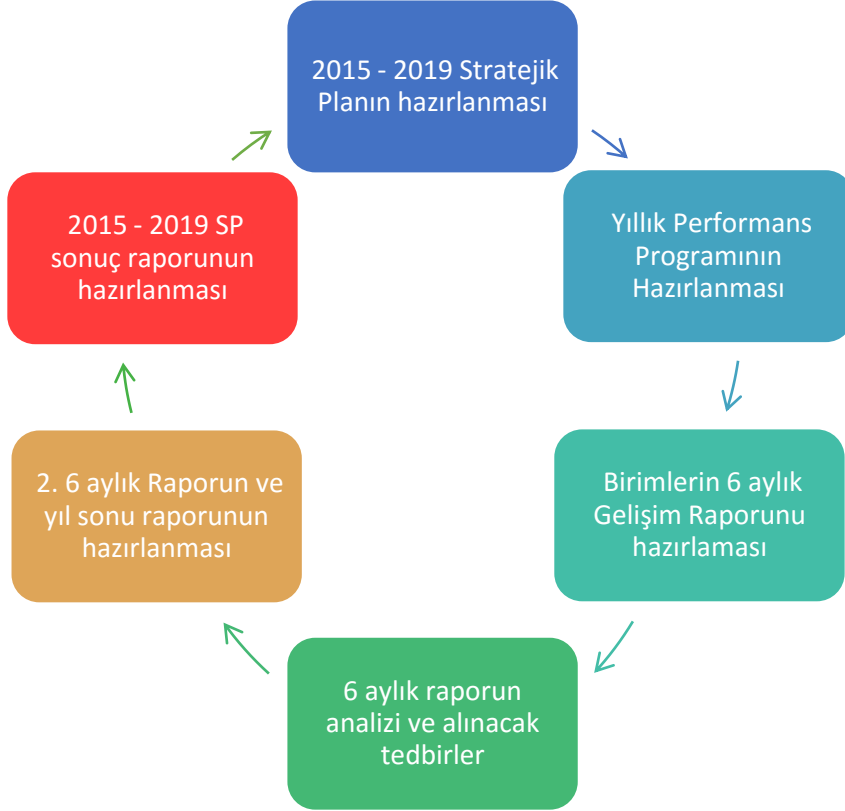 2015 - 2019 Stratejik
Planın hazırlanması
Yıllık Performans
Programının
Hazırlanması
Birimlerin 6 aylık
Gelişim Raporunu
hazırlaması
6 aylık raporun
analizi ve alınacak
tedbirler
2. 6 aylık Raporun ve
yıl sonu raporunun
hazırlanması
2015 - 2019 SP
sonuç raporunun
hazırlanması